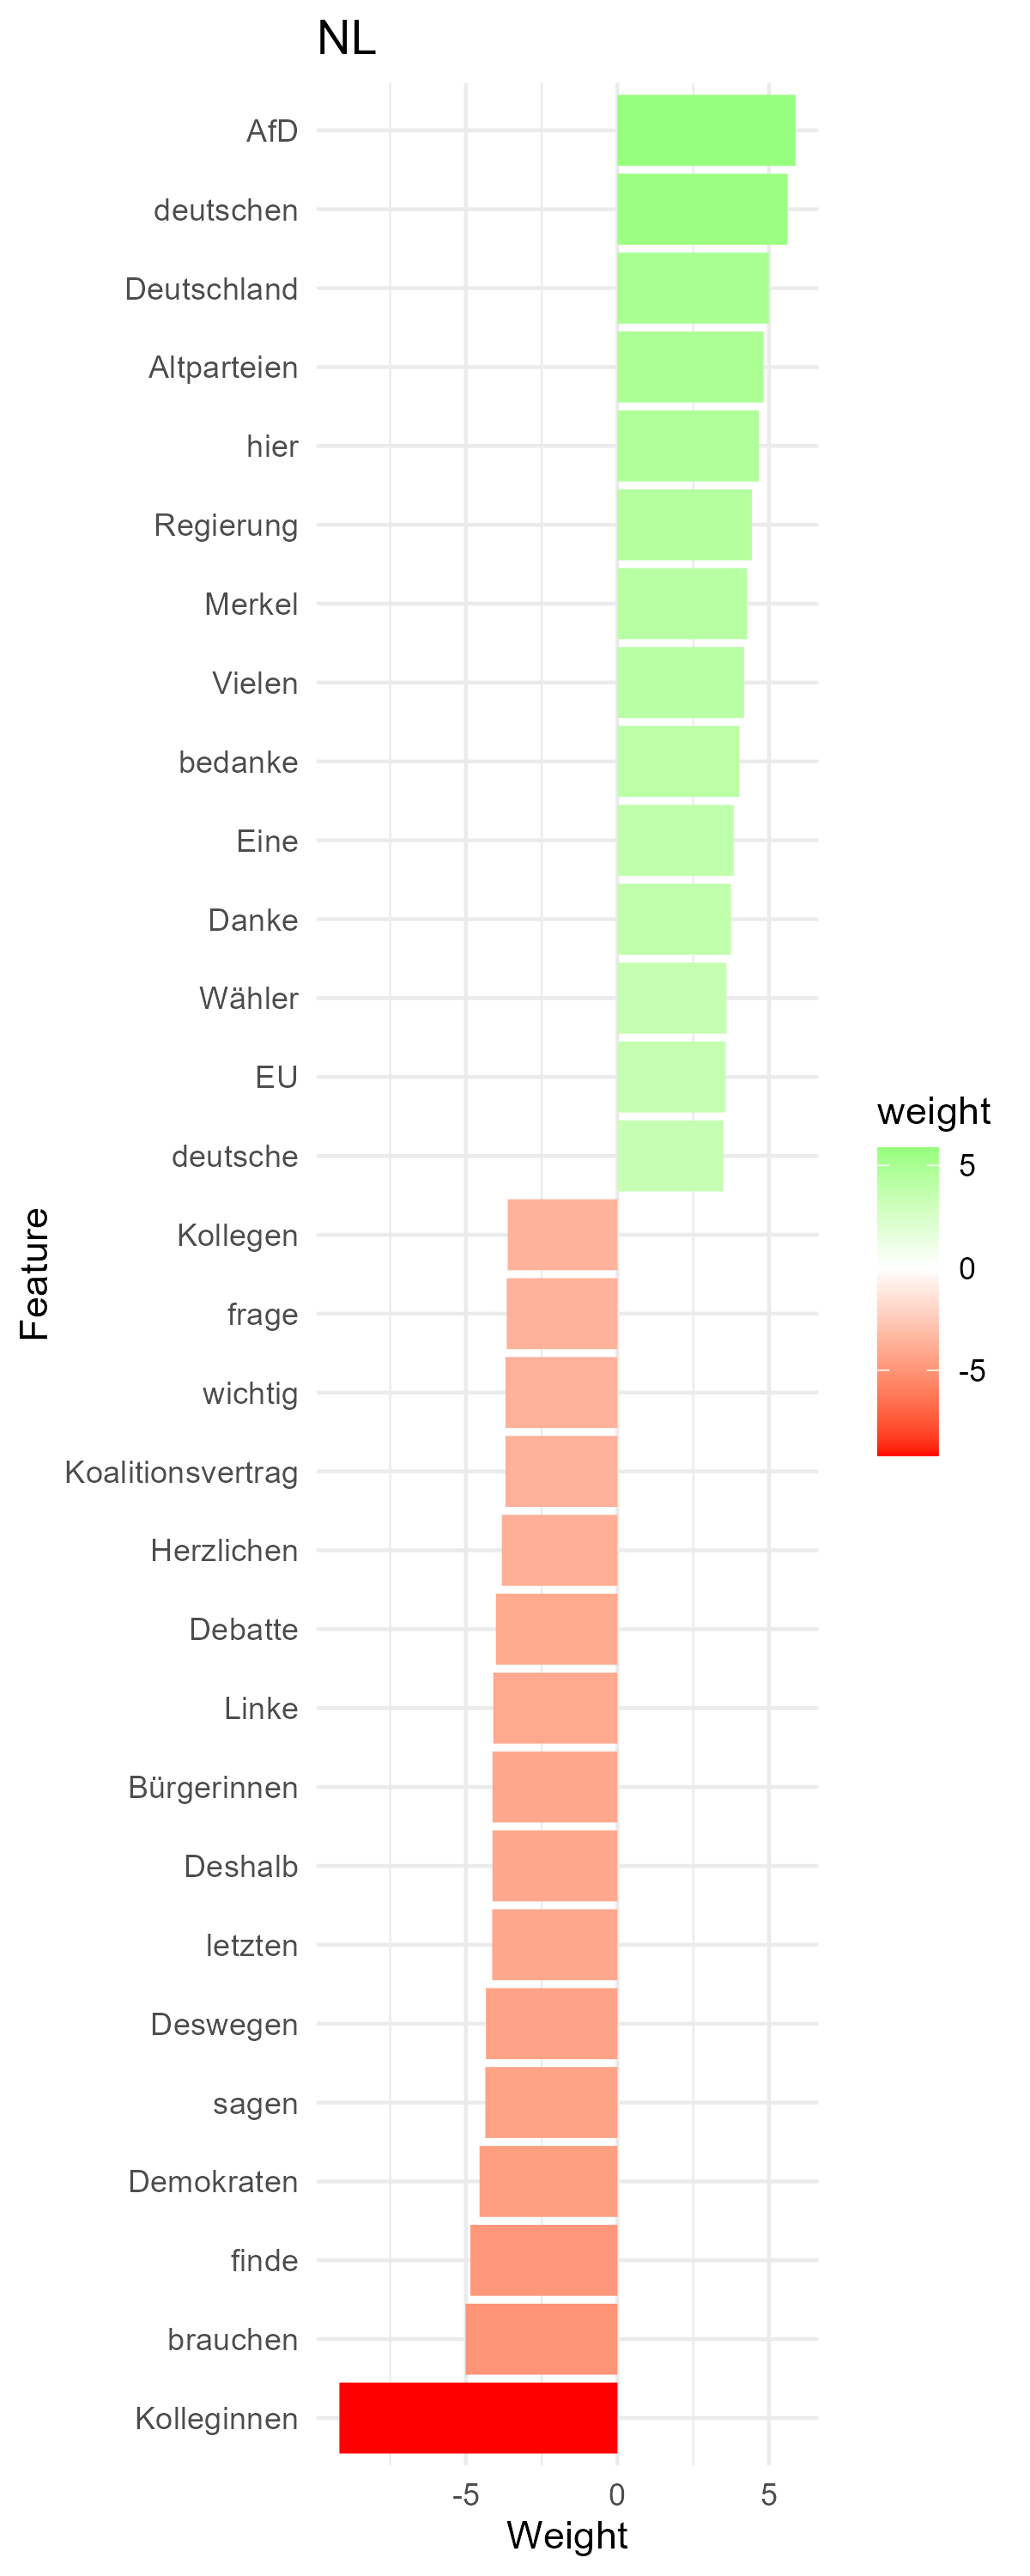 NL
AfD
deutschen
Deutschland
Altparteien
hier
Regierung
Merkel
Vielen
bedanke
Eine
Danke
Wähler
EU
deutsche
Kollegen
frage
wichtig
Koalitionsvertrag
Herzlichen
Debatte
Linke
Bürgerinnen
Deshalb
letzten
Deswegen
sagen
Demokraten
finde
brauchen
Kolleginnen
Feature
-5 0 5
Weight
weight
5
0
-5